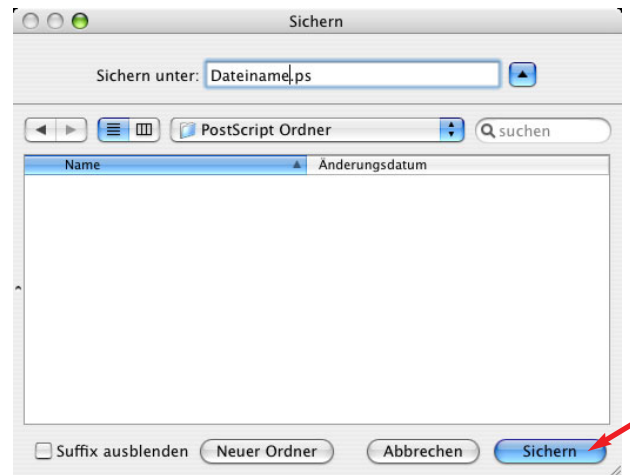 Sichern
Sichern unter: Dateiname.ps
PostScript Ordner suchen
Name Änderungsdatum
Suffix ausblenden Neuer Ordner Abbrechen Sichern